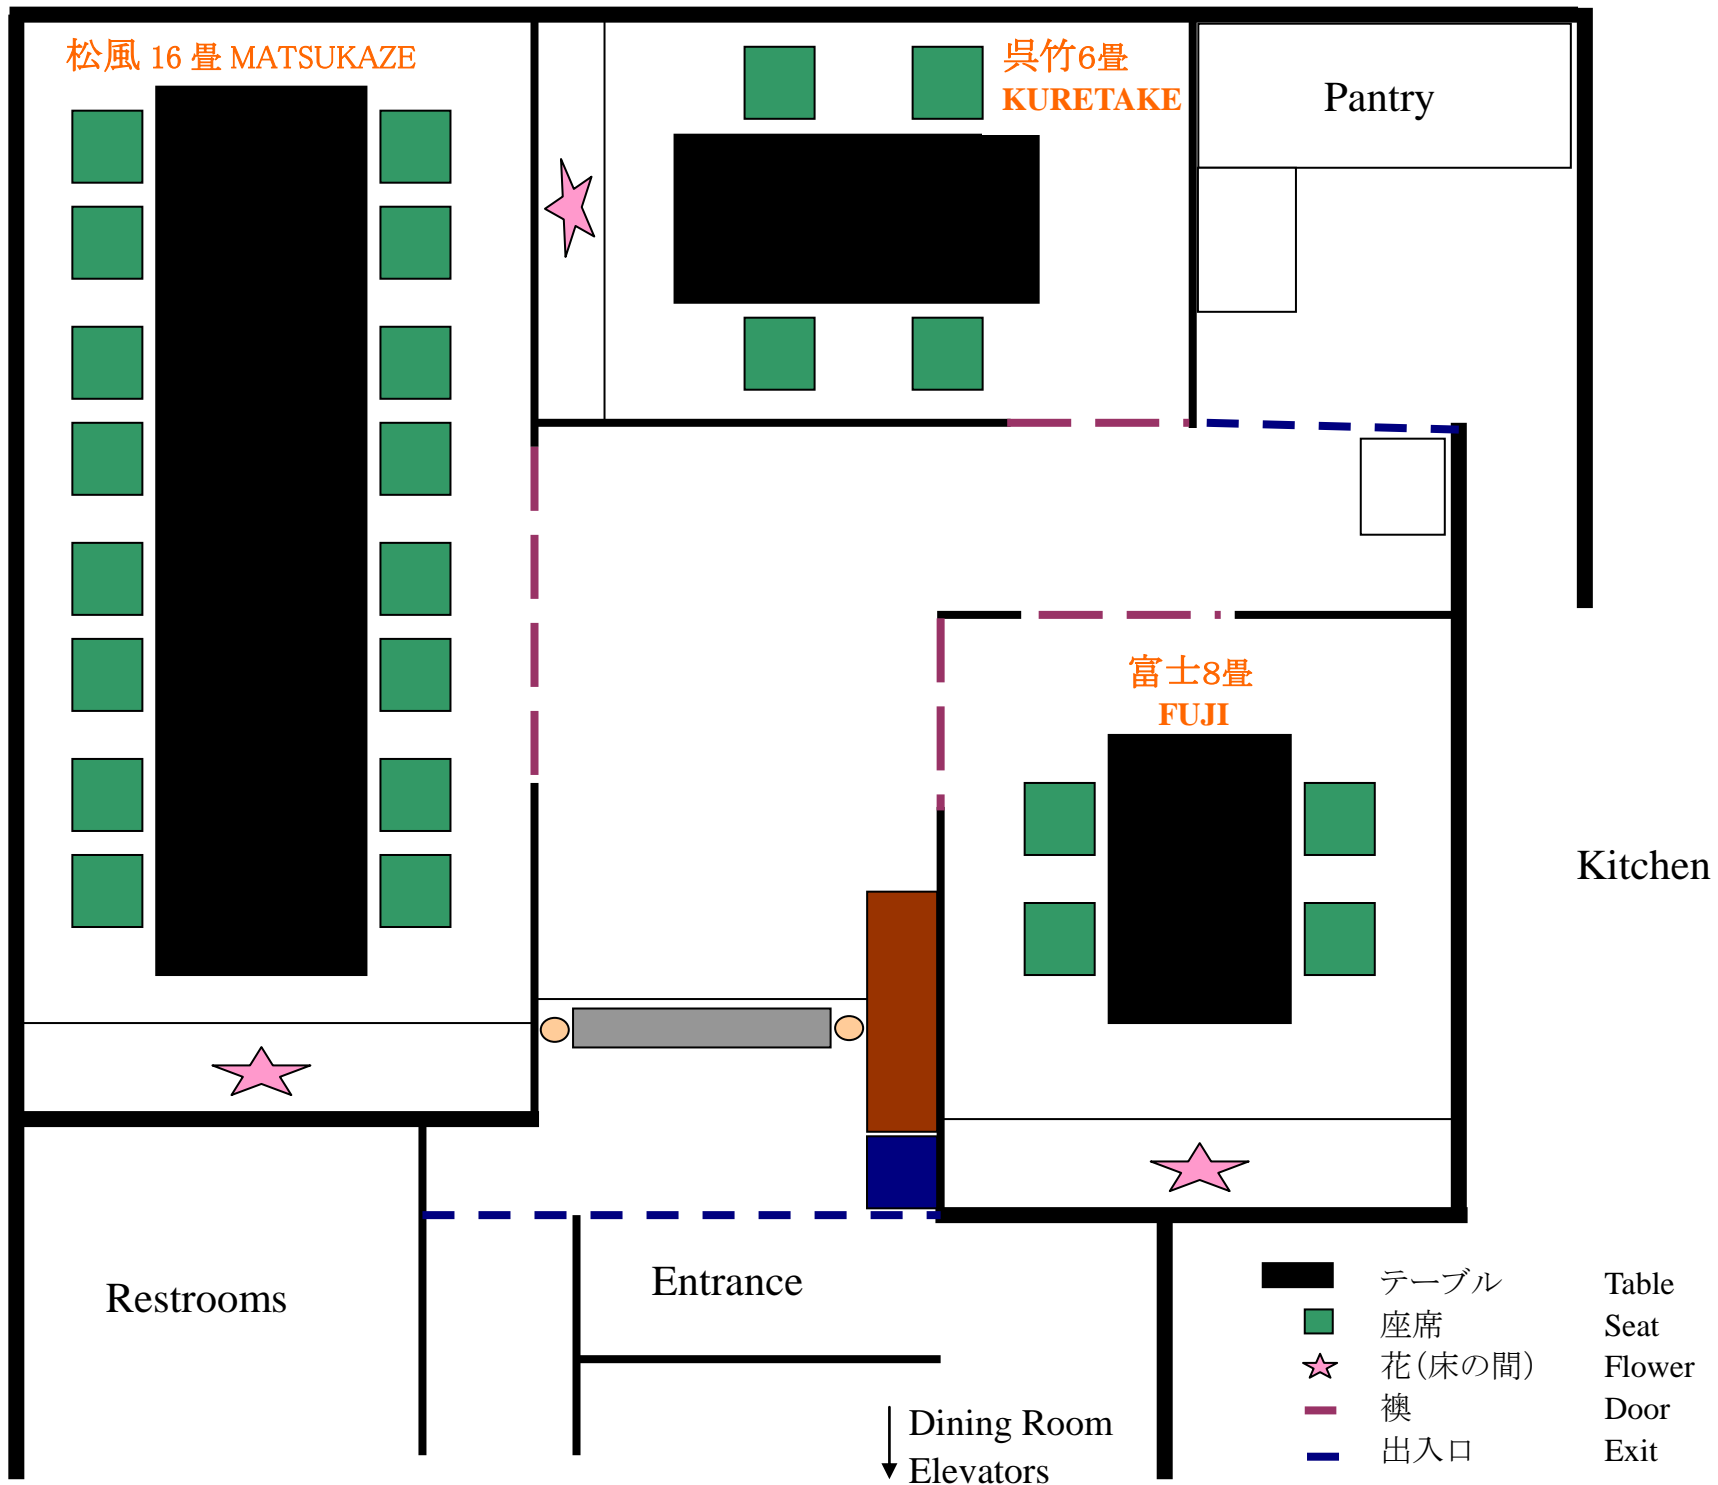 松風 16 畳 MATSUKAZE
呉竹6畳
KURETAKE
Pantry
富士8畳
FUJI
Kitchen
Restrooms
Entrance
Dining Room
Elevators
テーブル Table
座席 Seat
花(床の間) Flower
襖 Door
出入口 Exit